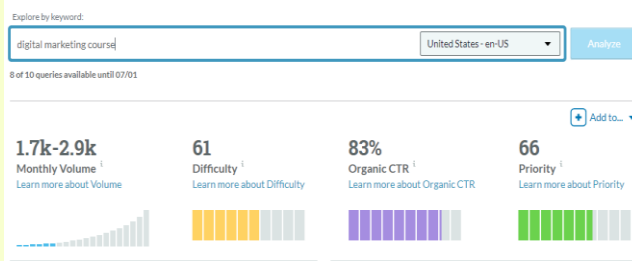 Explore by keyword:
digital marketing course
United States - en-US
Analyze
8 of 10 queries available until 07/01
+ Add to...
1.7k-2.9k
61
83%
66
Monthly Volume i
Difficulty i
Organic CTR i
Priority i
Learn more about Volume
Learn more about Difficulty
Learn more about Organic CTR
Learn more about Priority